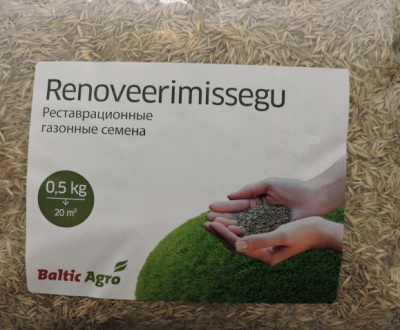 Renoveerimissegu
Реставрационные
газонные семена
0,5 kg
20 m²
Baltic Agro